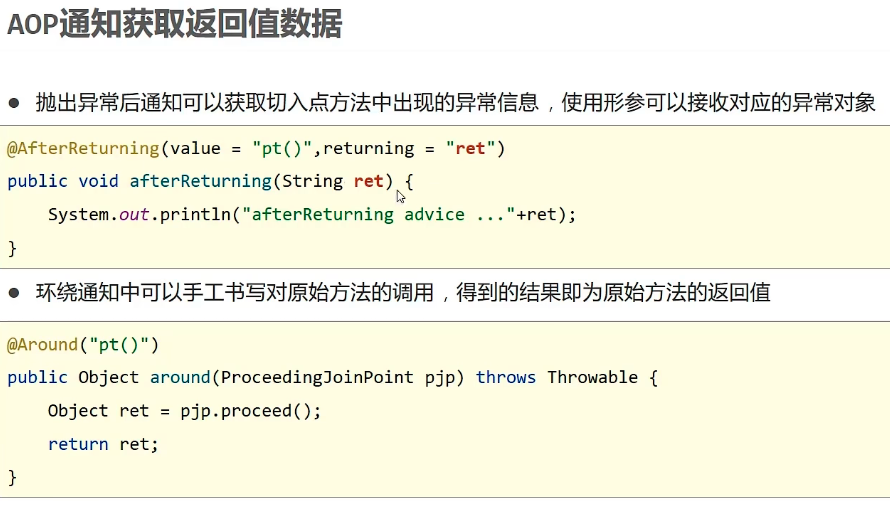 AOP通知获取返回值数据
● 抛出异常后通知可以获取切入点方法中出现的异常信息，使用形参可以接收对应的异常对象
@AfterReturning(value = "pt()",returning = "ret")
public void afterReturning(String ret) {
    System.out.println("afterReturning advice ..."+ret);
}
● 环绕通知中可以手工书写对原始方法的调用，得到的结果即为原始方法的返回值
@Around("pt()")
public Object around(ProceedingJoinPoint pjp) throws Throwable {
    Object ret = pjp.proceed();
    return ret;
}